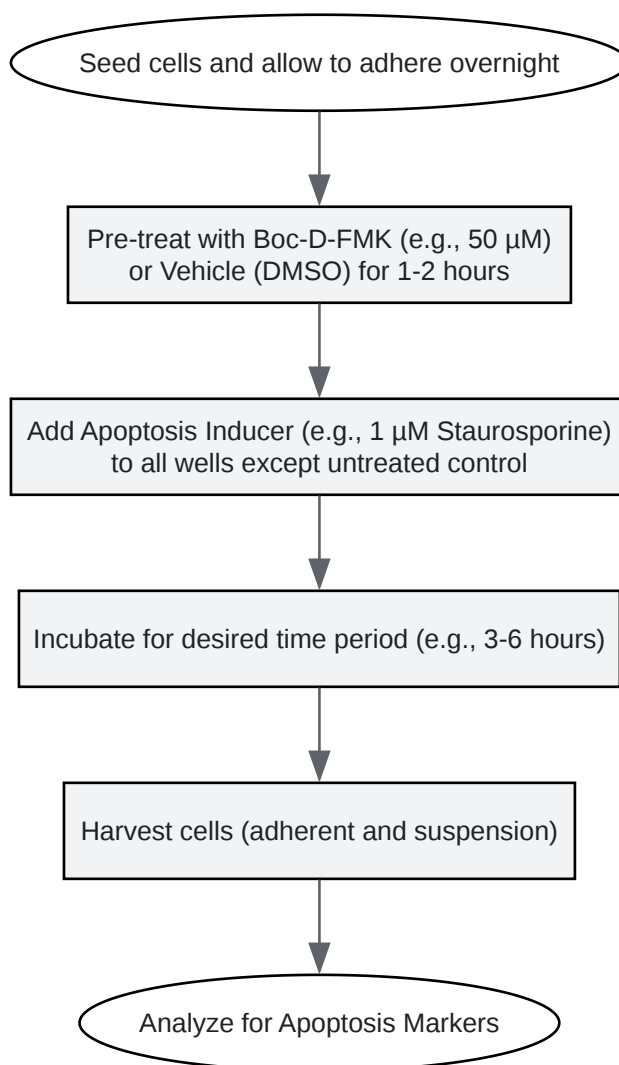 Seed cells and allow to adhere overnight
Pre-treat with Boc-D-FMK (e.g., 50 µM)
or Vehicle (DMSO) for 1-2 hours
Add Apoptosis Inducer (e.g., 1 µM Staurosporine)
to all wells except untreated control
Incubate for desired time period (e.g., 3-6 hours)
Harvest cells (adherent and suspension)
Analyze for Apoptosis Markers